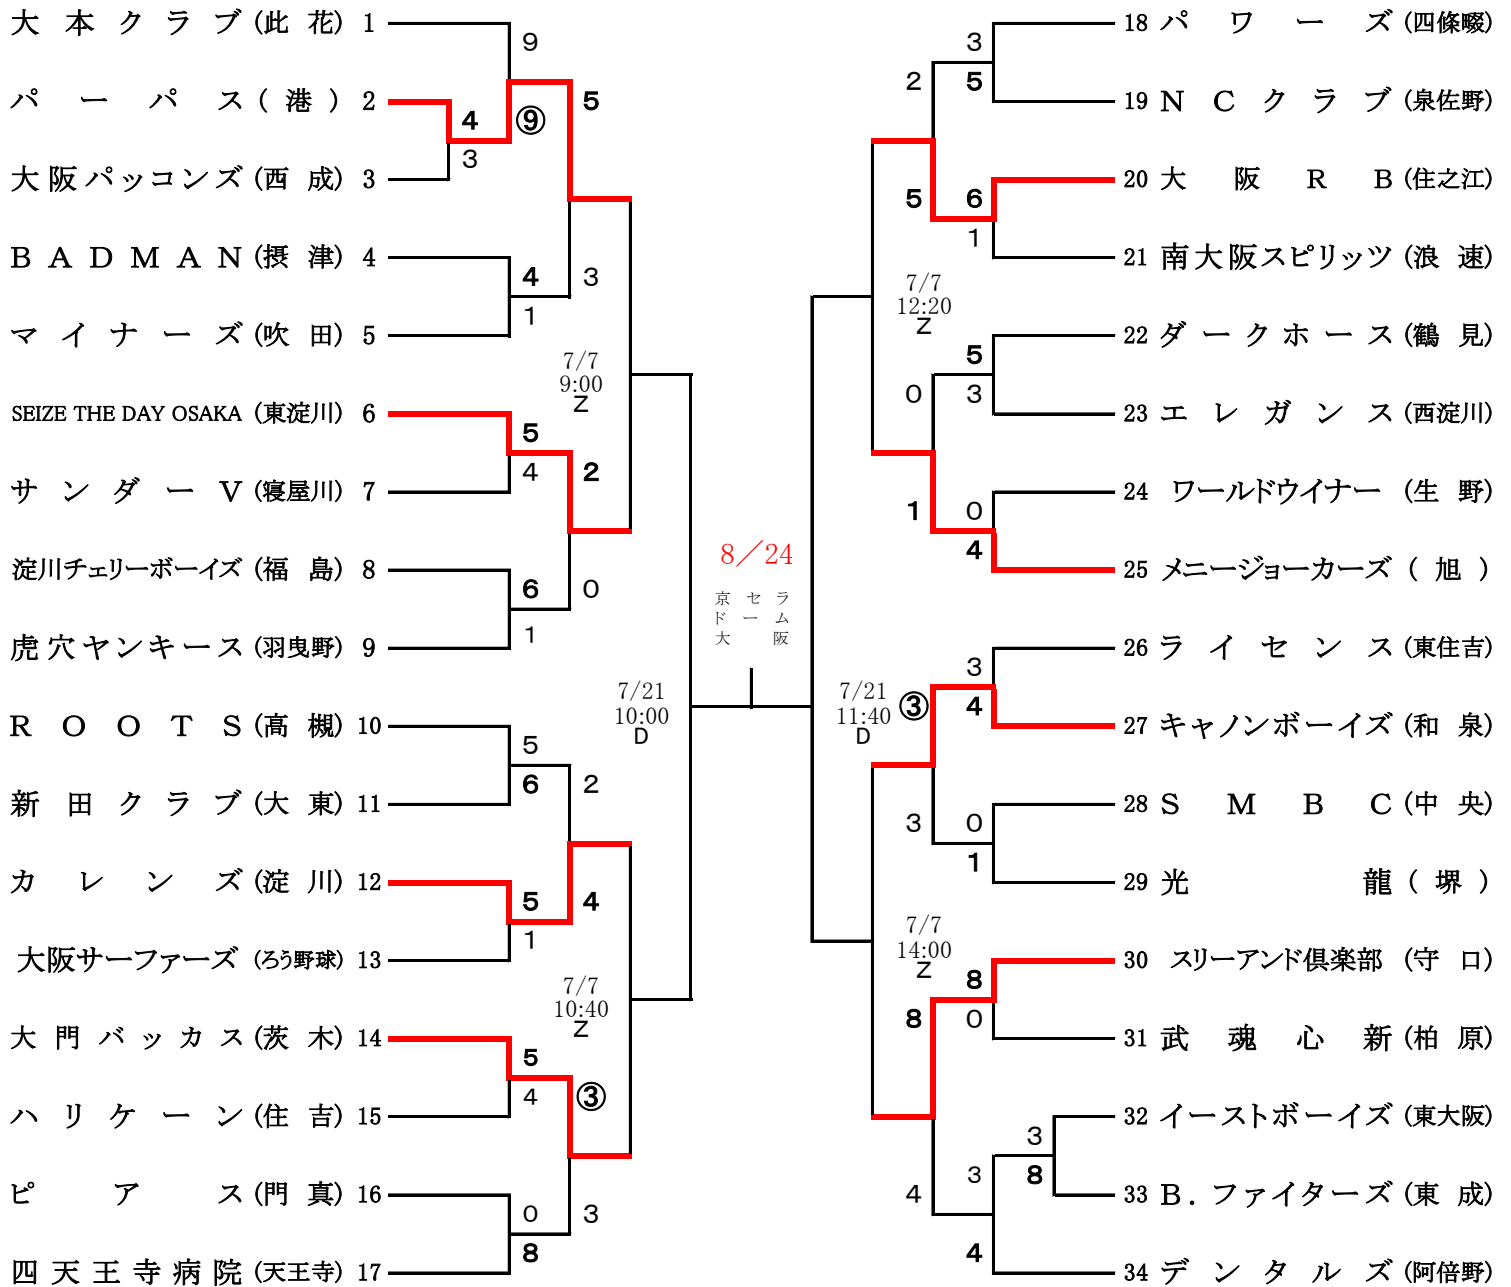 大本クラブ(此花) 1
9
パーパス(港) 2
4
⑨
5
3
大阪パッコンズ(西成) 3
BADMAN(摂津) 4
4
3
1
マイナーズ(吹田) 5
7/7
9:00
Z
SEIZE THE DAY OSAKA (東淀川) 6
5
4
2
サンダーV(寝屋川) 7
淀川チェリーボーイズ(福島) 8
6
0
1
虎穴ヤンキース(羽曳野) 9
7/21
10:00
D
ROOTS(高槻) 10
5
6
2
新田クラブ(大東) 11
カレンズ(淀川) 12
5
4
1
大阪サーファーズ(ろう野球) 13
7/7
10:40
Z
大門バッカス(茨木) 14
5
4
③
ハリケーン(住吉) 15
ピアス(門真) 16
0
3
8
四天王寺病院(天王寺) 17
8/24
京セラ
ドーム
大阪
18 パワーズ(四條畷)
3
2
5
19 NCクラブ(泉佐野)
20 大阪RB(住之江)
5
6
1
21 南大阪スピリッツ(浪速)
7/7
12:20
Z
22 ダークホース(鶴見)
5
0
3
23 エレガンス(西淀川)
24 ワールドウイナー(生野)
1
0
4
25 メニージョーカーズ(旭)
26 ライセンス(東住吉)
3
7/21
11:40
D
③
4
27 キャノンボーイズ(和泉)
28 SMBC(中央)
3
0
1
29 光龍(堺)
7/7
14:00
Z
30 スリーアンド倶楽部(守口)
8
8
0
31 武魂心新(柏原)
32 イーストボーイズ(東大阪)
3
8
3
4
33 B.ファイターズ(東成)
4
34 デンタルズ(阿倍野)